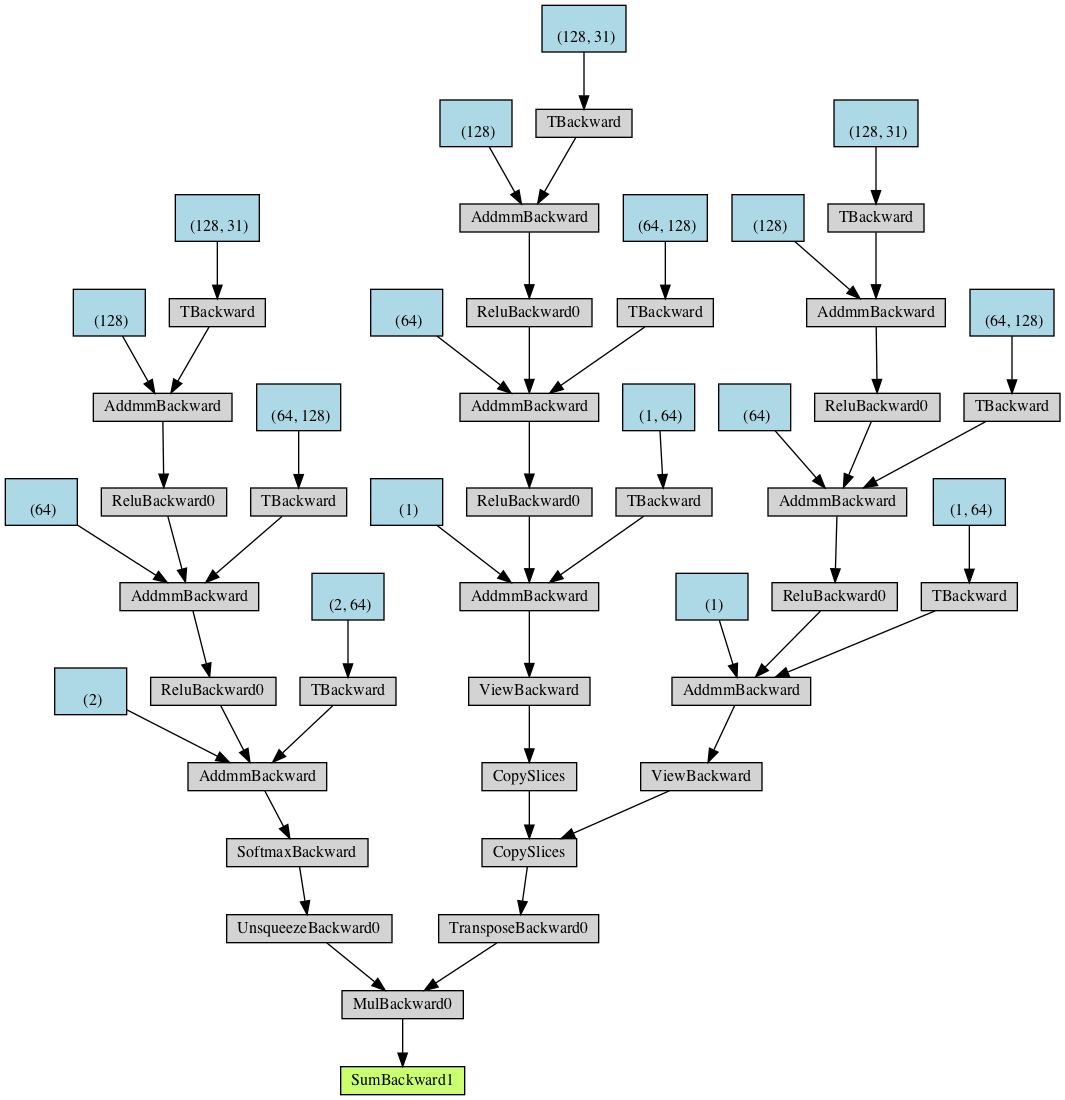 (128, 31)
(128)
TBackward
(128, 31)
(128, 31)
AddmmBackward
(64, 128)
(128)
TBackward
(128)
TBackward
(64)
ReluBackward0
TBackward
AddmmBackward
(64, 128)
AddmmBackward
(64, 128)
AddmmBackward
(1, 64)
(64)
ReluBackward0
TBackward
(64)
ReluBackward0
TBackward
(1)
ReluBackward0
TBackward
AddmmBackward
(1, 64)
AddmmBackward
(2, 64)
AddmmBackward
(1)
ReluBackward0
TBackward
(2)
ReluBackward0
TBackward
ViewBackward
AddmmBackward
AddmmBackward
CopySlices
ViewBackward
SoftmaxBackward
CopySlices
UnsqueezeBackward0
TransposeBackward0
MulBackward0
SumBackward1